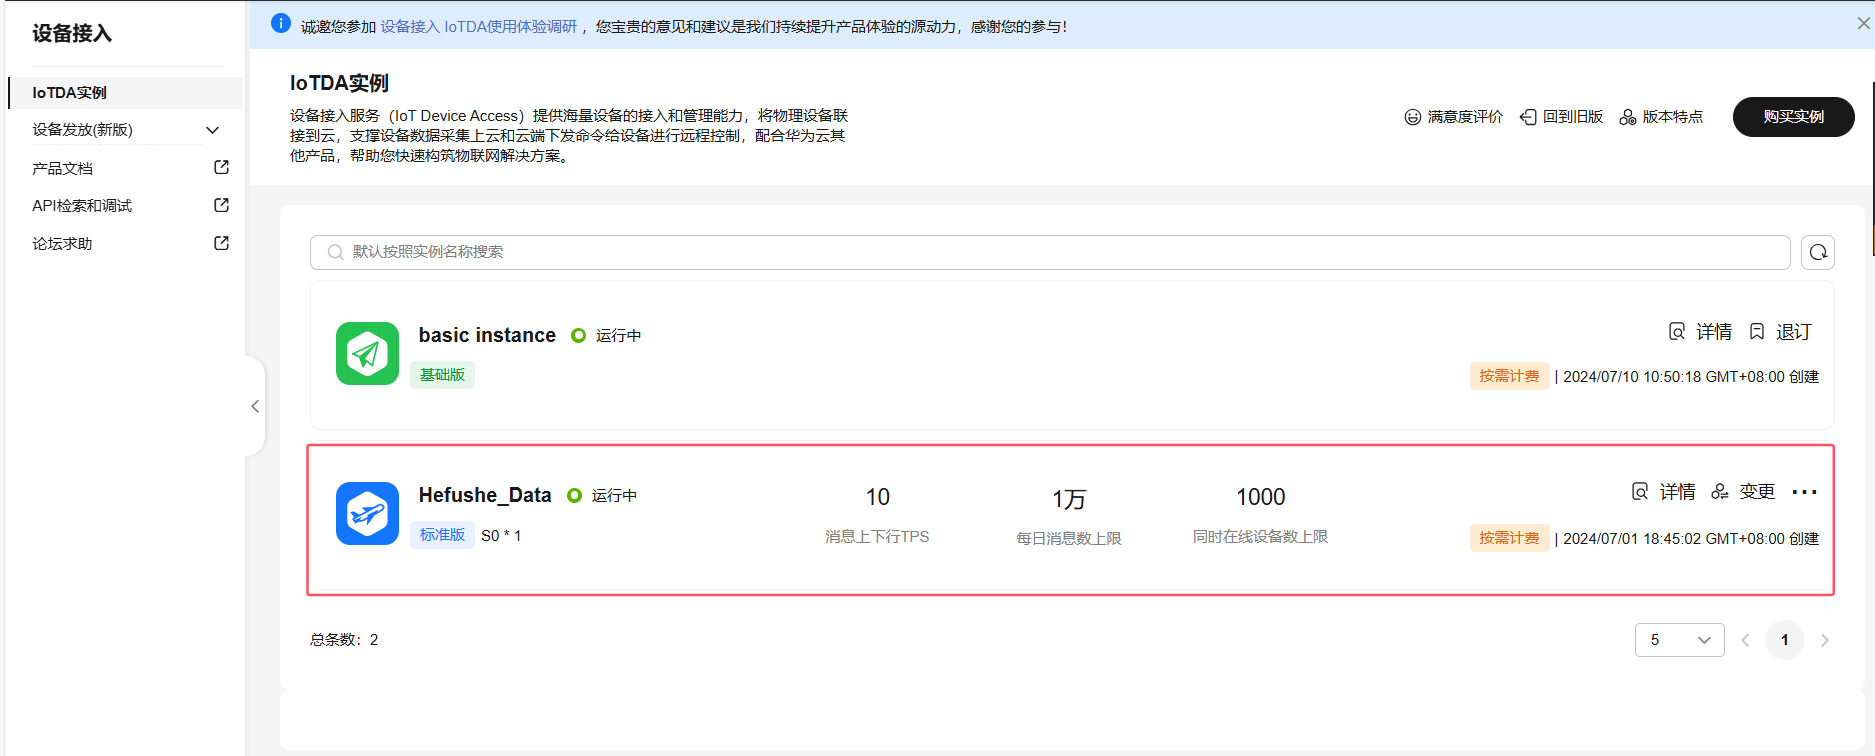 设备接入
IoTDA实例
设备发放(新版)
产品文档
API检索和调试
论坛求助
诚邀您参加 设备接入 IoTDA使用体验调研 ，您宝贵的意见和建议是我们持续提升产品体验的源动力，感谢您的参与！
IoTDA实例
设备接入服务（IoT Device Access）提供海量设备的接入和管理能力，将物理设备联
接到云，支撑设备数据采集上云和云端下发命令给设备进行远程控制，配合华为云其
他产品，帮助您快速构筑物联网解决方案。
满意度评价 回到旧版 版本特点 购买实例
默认按照实例名称搜索
basic instance 运行中 详情 退订
基础版 按需计费 | 2024/07/10 10:50:18 GMT+08:00 创建
Hefushe_Data 运行中 10 1万 1000 详情 变更 ...
标准版 S0 * 1 消息上下行TPS 每日消息数上限 同时在线设备数上限 按需计费 | 2024/07/01 18:45:02 GMT+08:00 创建
总条数：2 5 1